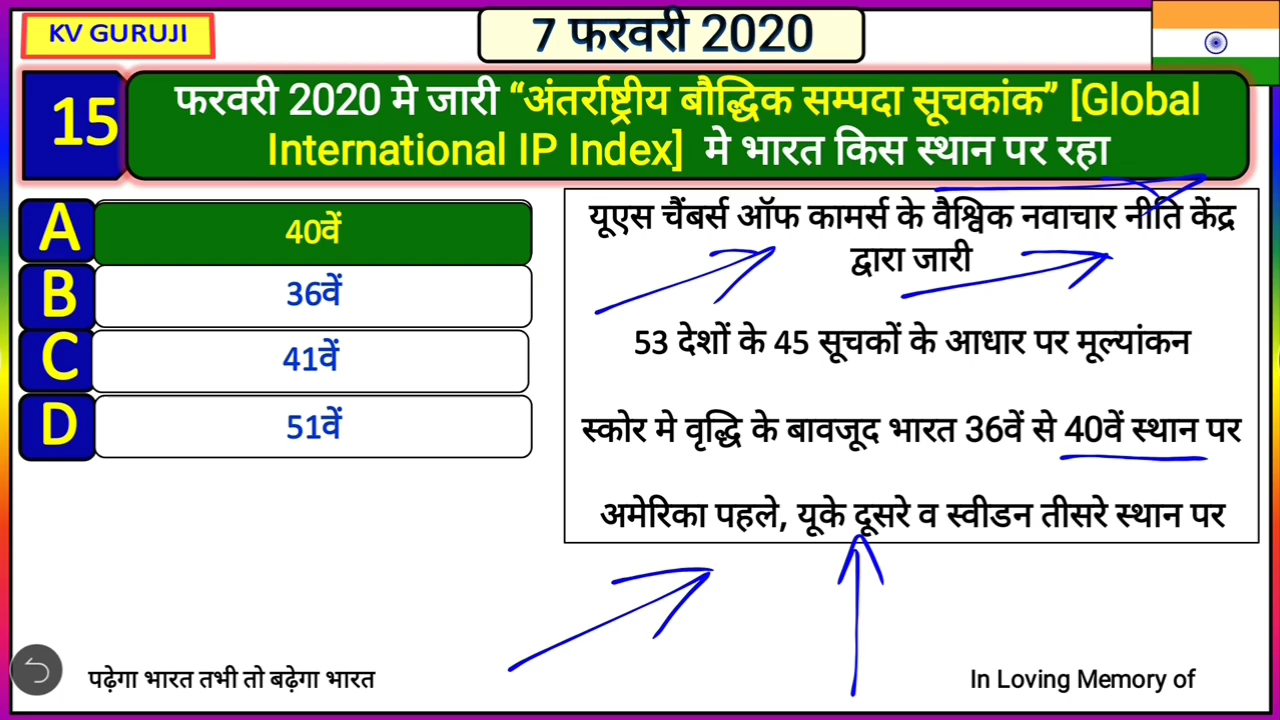 KV GURUJI
7 फरवरी 2020
15
फरवरी 2020 मे जारी “अंतर्राष्ट्रीय बौद्धिक सम्पदा सूचकांक” [Global
International IP Index] मे भारत किस स्थान पर रहा
A 40वें
B 36वें
C 41वें
D 51वें
यूएस चैंबर्स ऑफ कामर्स के वैश्विक नवाचार नीति केंद्र
द्वारा जारी
53 देशों के 45 सूचकों के आधार पर मूल्यांकन
स्कोर मे वृद्धि के बावजूद भारत 36वें से 40वें स्थान पर
अमेरिका पहले, यूके दूसरे व स्वीडन तीसरे स्थान पर
पढ़ेगा भारत तभी तो बढ़ेगा भारत
In Loving Memory of